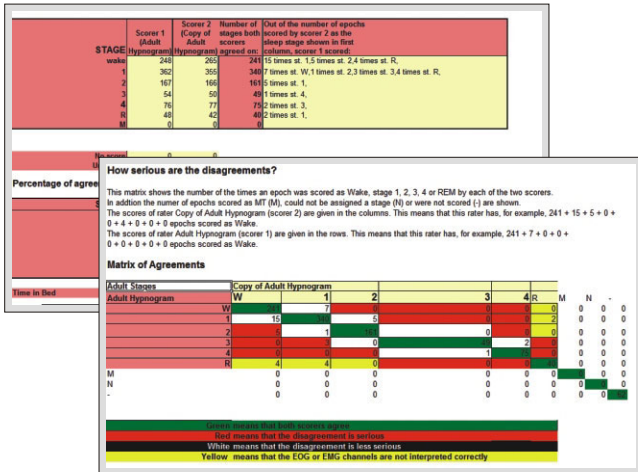 Scorer 1 Scorer 2 Number of Out of the number of epochs
(Adult (Copy of stages both scored by scorer 2 as the
Adult scorers sleep stage shown in first
STAGE Hypnogram) Hypnogram) agreed on: column, scorer 1 scored:
wake 248 265 241 15 times st. 1,5 times st. 2,4 times st. R,
1 362 355 340 7 times st. W,1 times st. 2,3 times st. 3,4 times st. R,
2 167 166 161 5 times st. 1,
3 54 50 49 1 times st. 4,
4 76 77 75 2 times st. 3,
R 48 42 40 2 times st. 1,
M 0 0 0
No score 0 0
Percentage of agree
Time in Bed
How serious are the disagreements?
This matrix shows the number of the times an epoch was scored as Wake, stage 1, 2, 3, 4 or REM by each of the two scorers.
In addtion the numer of epochs scored as MT (M), could not be assigned a stage (N) or were not scored (-) are shown.
The scores of rater Copy of Adult Hypnogram (scorer 2) are given in the columns. This means that this rater has, for example, 241 + 15 + 5 + 0 +
0 + 4 + 0 + 0 + 0 epochs scored as Wake.
The scores of rater Adult Hypnogram (scorer 1) are given in the rows. This means that this rater has, for example, 241 + 7 + 0 + 0 +
0 + 0 + 0 + 0 + 0 epochs scored as Wake.
Matrix of Agreements
Adult Stages Copy of Adult Hypnogram
Adult Hypnogram W 1 2 3 4 R M N -
W 241 7 0 0 0 0 0 0 0
1 15 340 5 0 0 2 0 0 0
2 5 1 161 0 0 0 0 0 0
3 0 3 0 49 2 0 0 0 0
4 0 0 0 1 75 0 0 0 0
R 4 4 0 0 0 40 0 0 0
M 0 0 0 0 0 0 0 0
N 0 0 0 0 0 0 0 0
- 0 0 0 0 0 0 0 0
Green means that both scorers agree
Red means that the disagreement is serious
White means that the disagreement is less serious
Yellow means that the EOG or EMG channels are not interpreted correctly